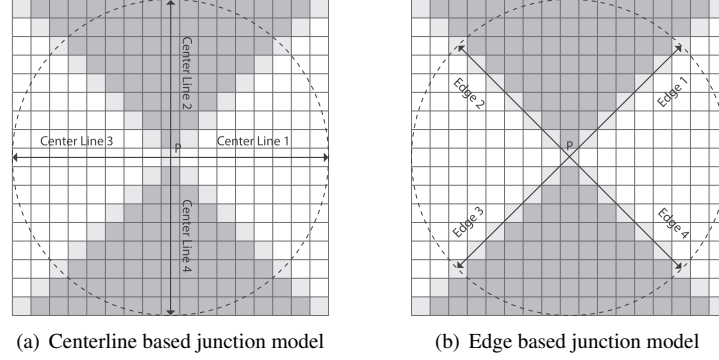 Center Line 2
Center Line 3
Center Line 1
P
Center Line 4
Edge 1
Edge 2
P
Edge 3
Edge 4
(a) Centerline based junction model
(b) Edge based junction model